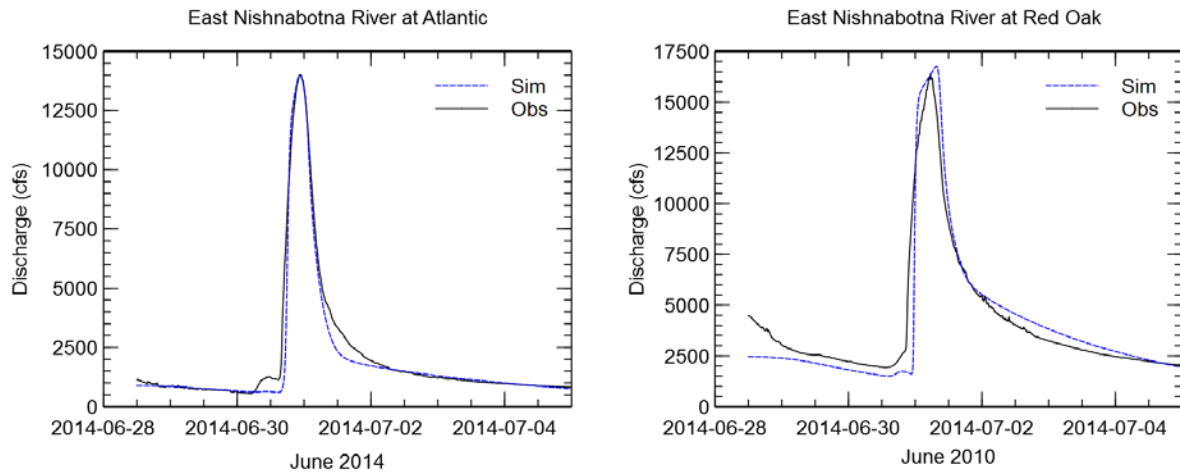 East Nishnabotna River at Atlantic
15000
12500
10000
7500
5000
2500
0
Discharge (cfs)
Sim
Obs
2014-06-28 2014-06-30 2014-07-02 2014-07-04
June 2014
East Nishnabotna River at Red Oak
17500
15000
12500
10000
7500
5000
2500
0
Discharge (cfs)
Sim
Obs
2014-06-28 2014-06-30 2014-07-02 2014-07-04
June 2010